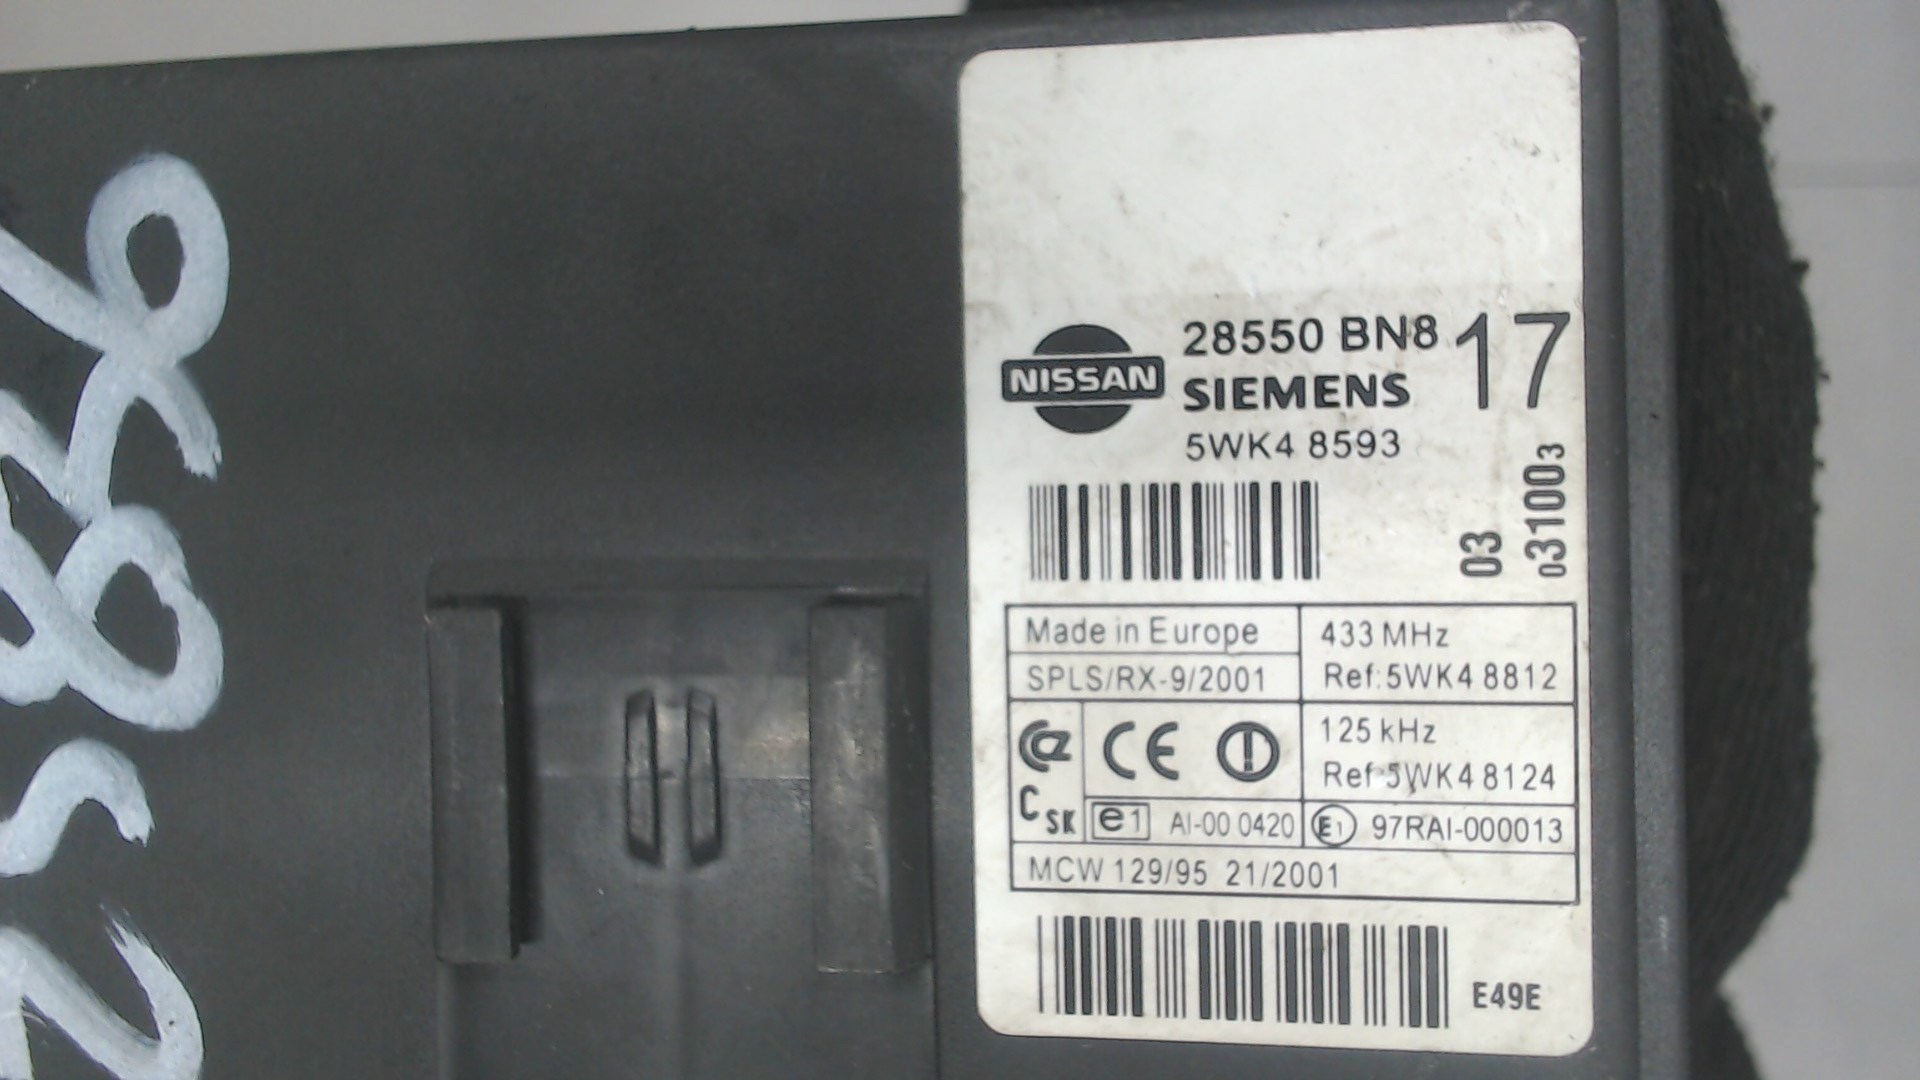 NISSAN
28550 BN8 17
SIEMENS
5WK4 8593
03
031003
Made in Europe
SPLS/RX-9/2001
433 MHz
Ref:5WK4 8812
125 kHz
Ref:5WK4 8124
CE
C SK
e1 AI-00 0420
E1 97RAI-000013
MCW 129/95 21/2001
E49E